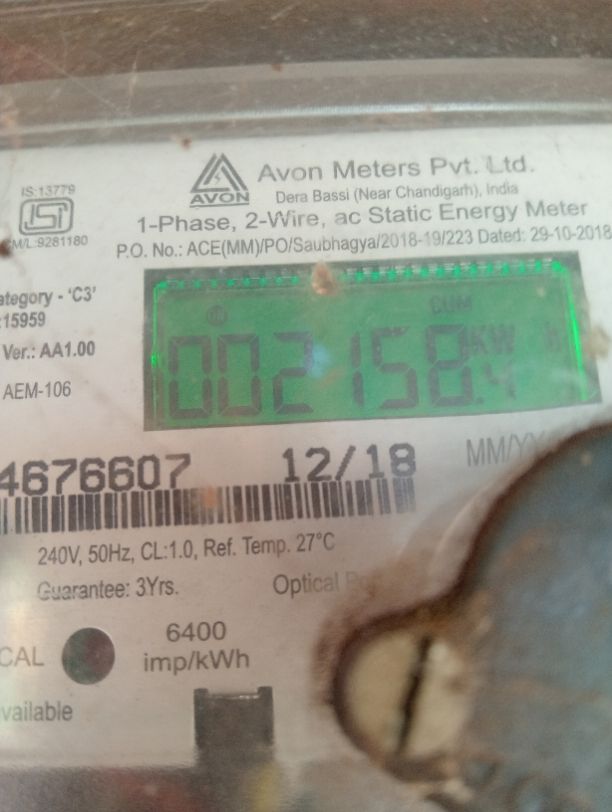 AVON
Avon Meters Pvt. Ltd.
Dera Bassi (Near Chandigarh), India
IS:13779
ISI
CM/L:9281180
1-Phase, 2-Wire, ac Static Energy Meter
P.O. No.: ACE(MM)/PO/Saubhagya/2018-19/223 Dated: 29-10-2018
ategory - 'C3'
:15959
Ver.: AA1.00
AEM-106
CUM
002158.4 KW h
4676607 12/18 MM/YY
240V, 50Hz, CL:1.0, Ref. Temp. 27°C
Guarantee: 3Yrs.
Optical
CAL
6400
imp/kWh
vailable